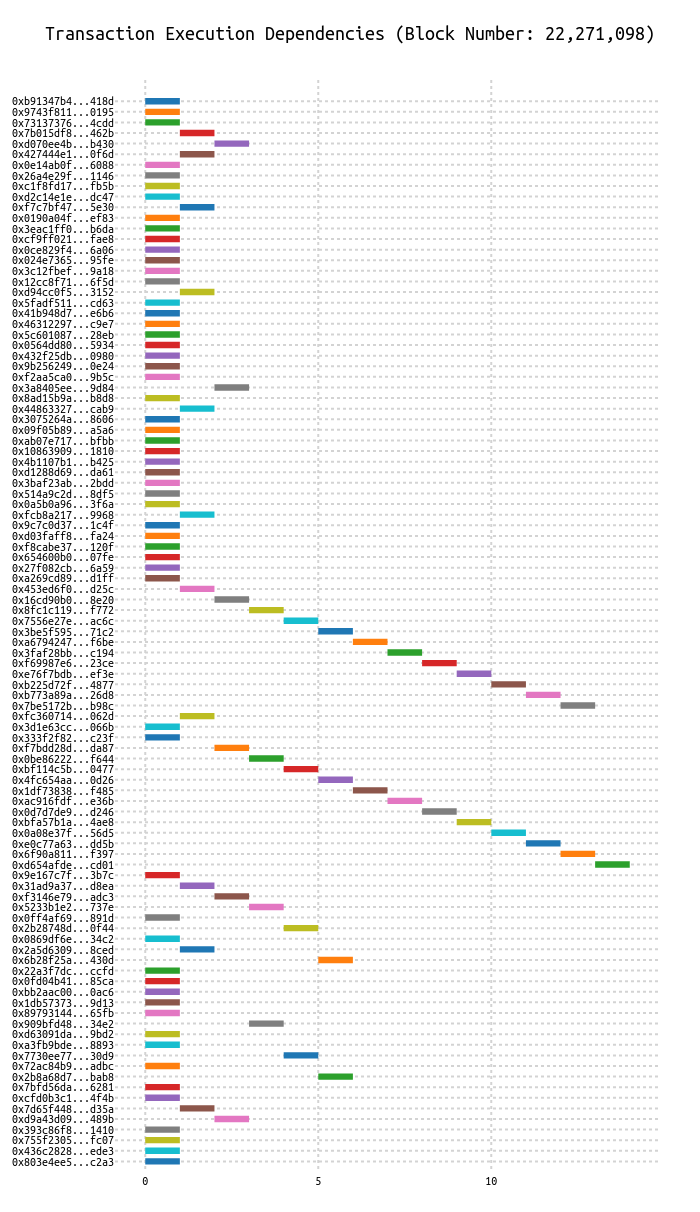 Transaction Execution Dependencies (Block Number: 22,271,098)
0xb91347b4...418d
0x9743f811...0195
0x73137376...4cdd
0x7b015df8...462b
0xd070ee4b...b430
0x427444e1...0f6d
0x0e14ab0f...6088
0x26a4e29f...1146
0xc1f8fd17...fb5b
0xd2c14e1e...dc47
0xf7c7bf47...5e30
0x0190a04f...ef83
0x3eac1ff0...b6da
0xcf9ff021...fae8
0x0ce829f4...6a06
0x024e7365...95fe
0x3c12fbef...9a18
0x12cc8f71...6f5d
0xd94cc0f5...3152
0x5fadf511...cd63
0x41b948d7...e6b6
0x46312297...c9e7
0x5c601087...28eb
0x0564dd80...5934
0x432f25db...0980
0x9b256249...0e24
0xf2aa5ca0...9b5c
0x3a8405ee...9d84
0x8ad15b9a...b8d8
0x44863327...cab9
0x3075264a...8606
0x09f05b89...a5a6
0xab07e717...bfbb
0x10863909...1810
0x4b1107b1...b425
0xd1288d69...da61
0x3baf23ab...2bdd
0x514a9c2d...8df5
0x0a5b0a96...3f6a
0xfcb8a217...9968
0x9c7c0d37...1c4f
0xd03faff8...fa24
0xf8cabe37...120f
0x654600b0...07fe
0x27f082cb...6a59
0xa269cd89...d1ff
0x453ed6f0...d25c
0x16cd90b0...8e20
0x8fc1c119...f772
0x7556e27e...ac6c
0x3be5f595...71c2
0xa6794247...f6be
0x3faf28bb...c194
0xf69987e6...23ce
0xe76f7bdb...ef3e
0xb225d72f...4877
0xb773a89a...26d8
0x7be5172b...b98c
0xfc360714...062d
0x3d1e63cc...066b
0x333f2f82...c23f
0xf7bdd28d...da87
0x0be86222...f644
0xbf114c5b...0477
0x4fc654aa...0d26
0x1df73838...f485
0xac916fdf...e36b
0x0d7d7de9...d246
0xbfa57b1a...4ae8
0x0a08e37f...56d5
0xe0c77a63...dd5b
0x6f90a811...f397
0xd654afde...cd01
0x9e167c7f...3b7c
0x31ad9a37...d8ea
0xf3146e79...adc3
0x5233b1e2...737e
0x0ff4af69...891d
0x2b28748d...0f44
0x0869df6e...34c2
0x2a5d6309...8ced
0x6b28f25a...430d
0x22a3f7dc...ccfd
0x0fd04b41...85ca
0xbb2aac00...0ac6
0x1db57373...9d13
0x89793144...65fb
0x909bfd48...34e2
0xd63091da...9bd2
0xa3fb9bde...8893
0x7730ee77...30d9
0x72ac84b9...adbc
0x2b8a68d7...bab8
0x7bfd56da...6281
0xcfd0b3c1...4f4b
0x7d65f448...d35a
0xd9a43d09...489b
0x393c86f8...1410
0x755f2305...fc07
0x436c2828...ede3
0x803e4ee5...c2a3
0 5 10